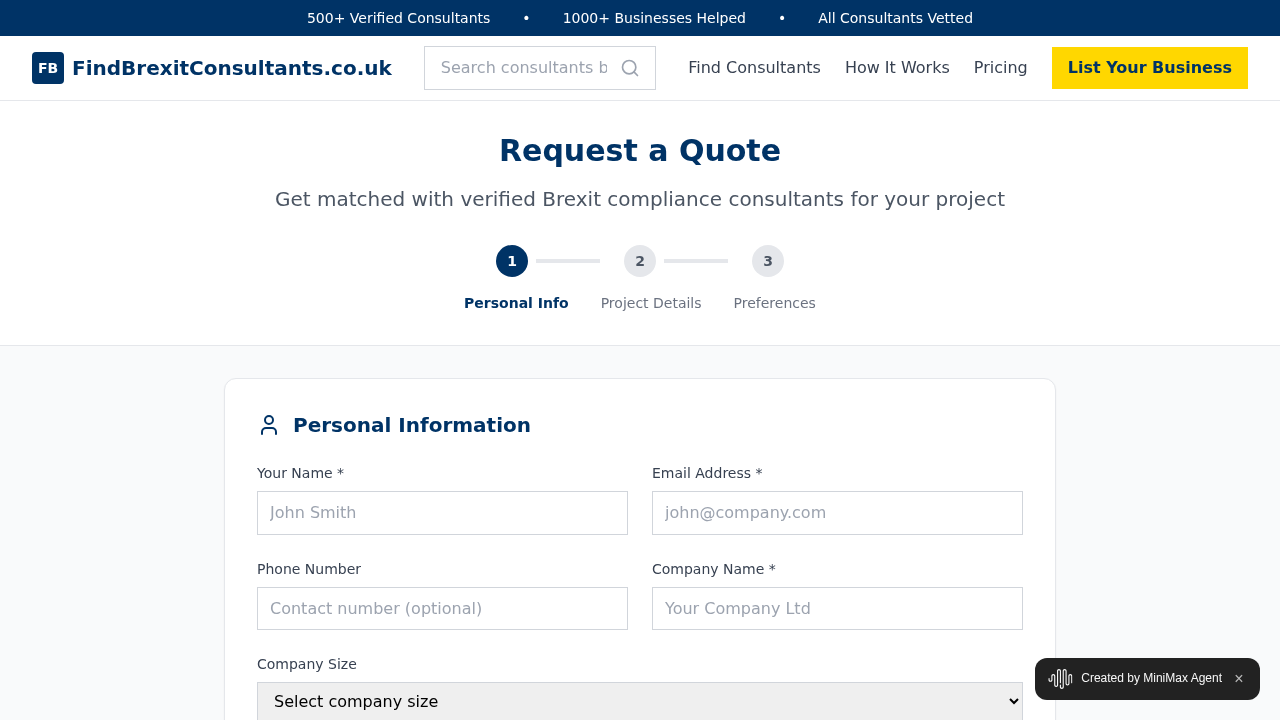 500+ Verified Consultants • 1000+ Businesses Helped • All Consultants Vetted
FB FindBrexitConsultants.co.uk Search consultants b Find Consultants How It Works Pricing List Your Business
Request a Quote
Get matched with verified Brexit compliance consultants for your project
1 2 3
Personal Info Project Details Preferences
Personal Information
Your Name * Email Address *
John Smith john@company.com
Phone Number Company Name *
Contact number (optional) Your Company Ltd
Company Size
Select company size
Created by MiniMax Agent ×